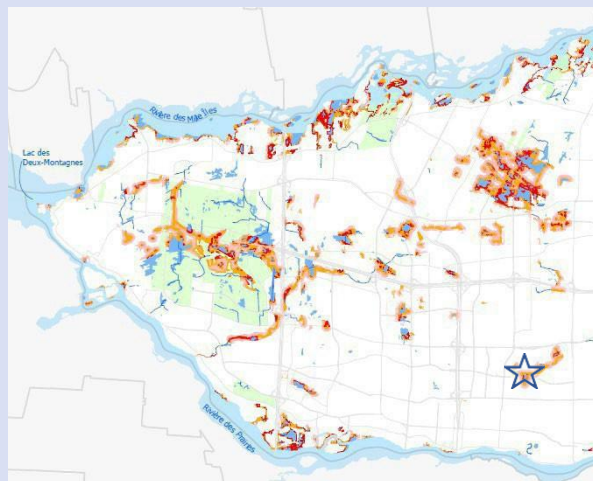 Rivière des Mille Îles
Lac des
Deux-Montagnes
Rivière des Prairies